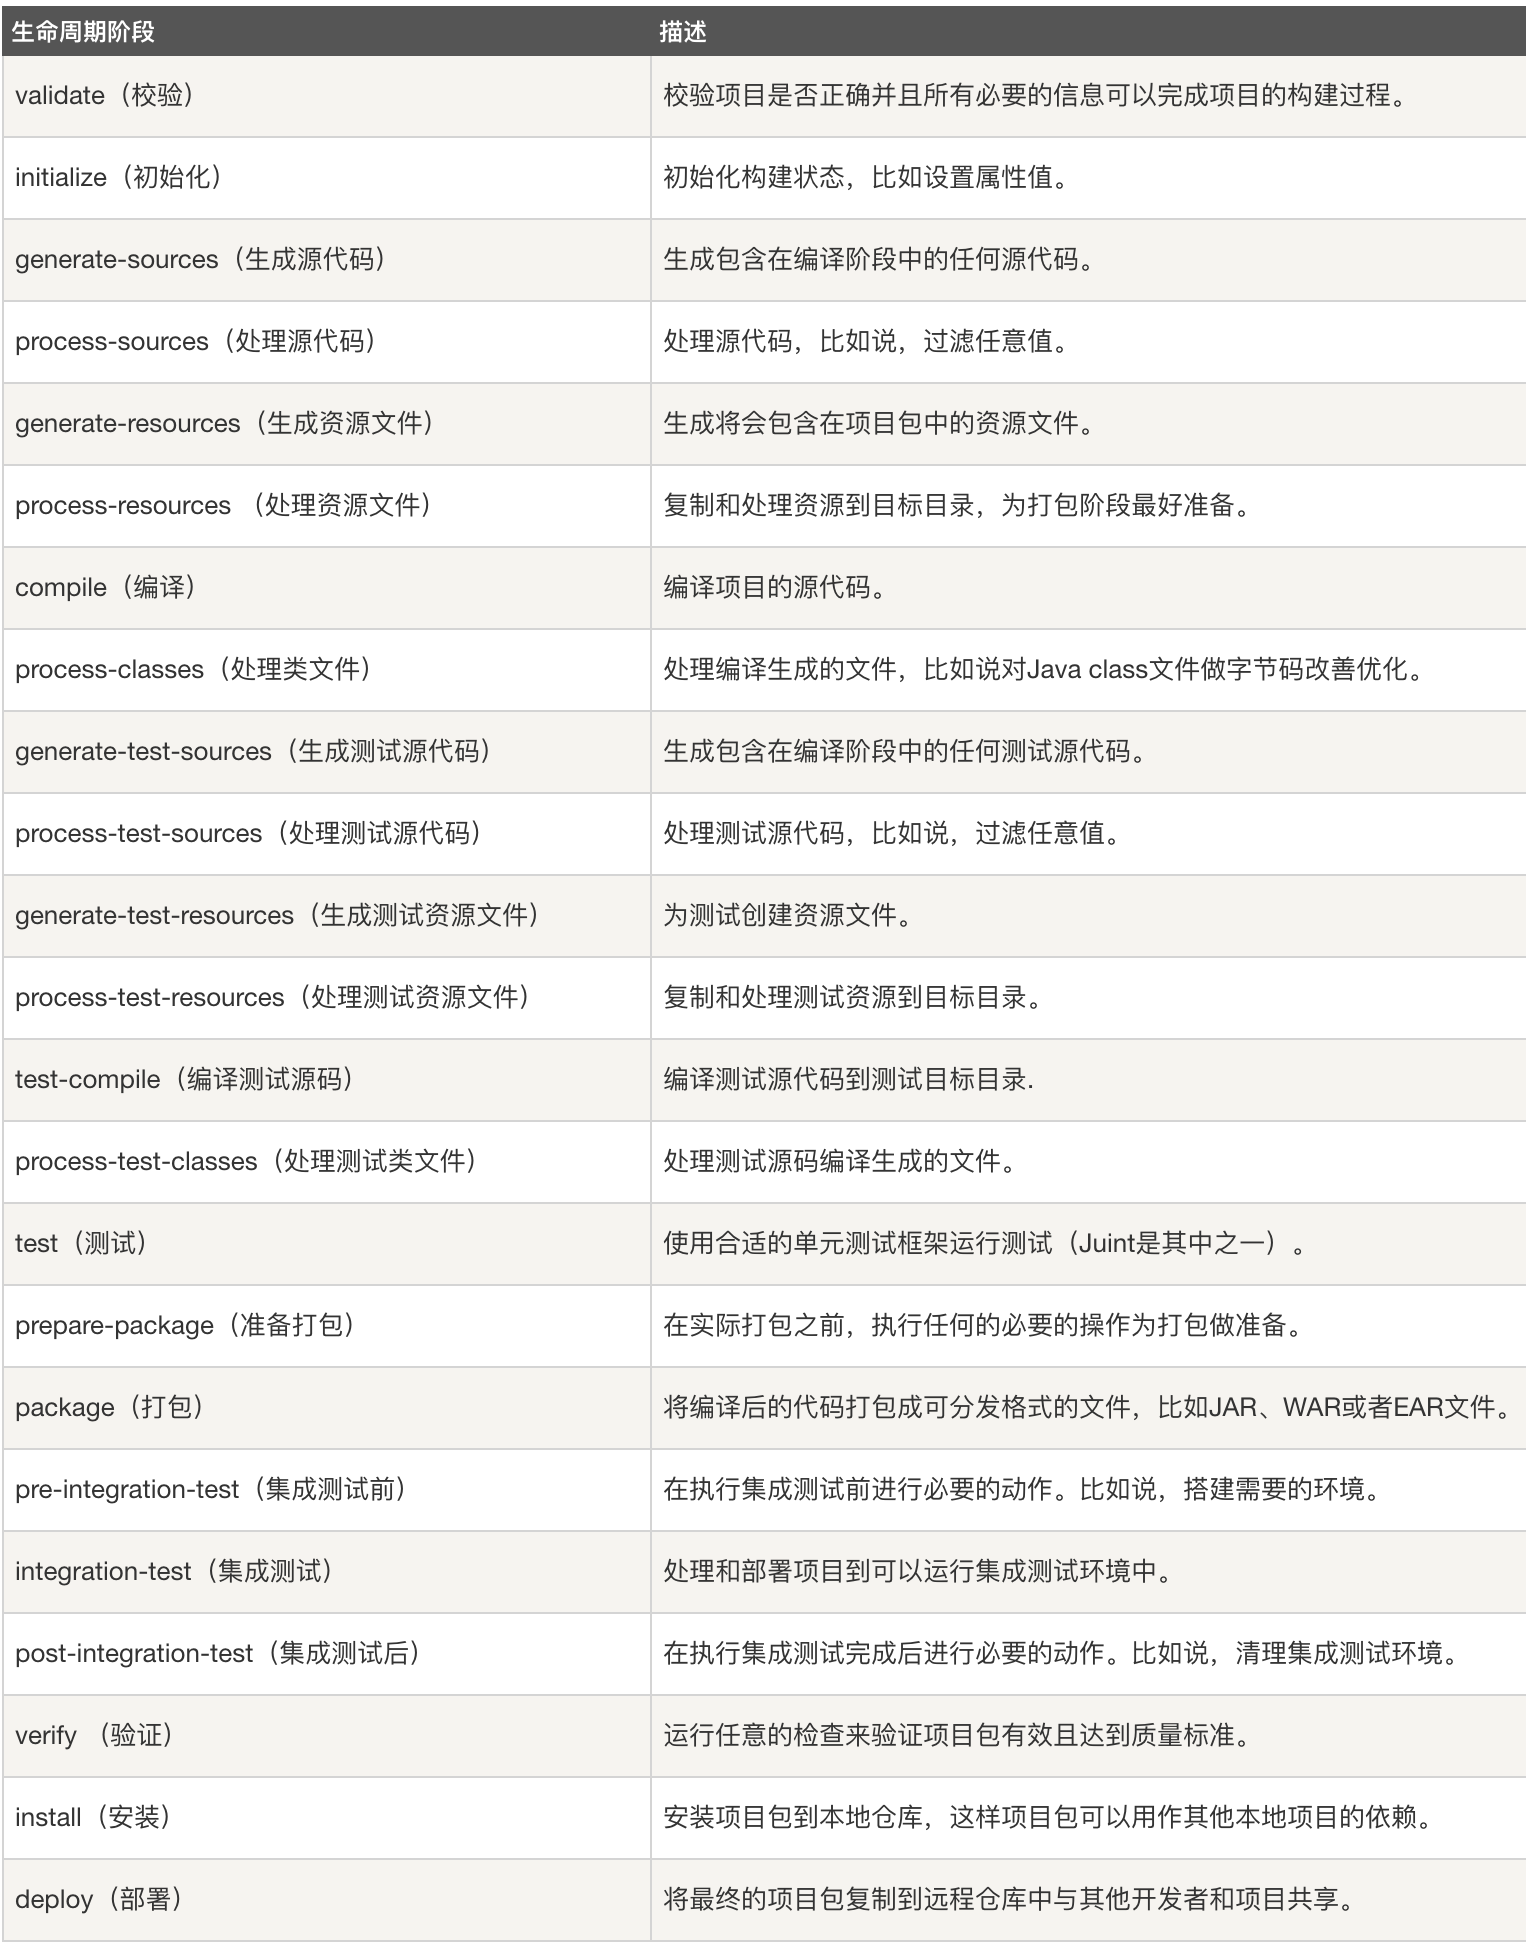 生命周期阶段 描述
validate（校验） 校验项目是否正确并且所有必要的信息可以完成项目的构建过程。
initialize（初始化） 初始化构建状态，比如设置属性值。
generate-sources（生成源代码） 生成包含在编译阶段中的任何源代码。
process-sources（处理源代码） 处理源代码，比如说，过滤任意值。
generate-resources（生成资源文件） 生成将会包含在项目包中的资源文件。
process-resources （处理资源文件） 复制和处理资源到目标目录，为打包阶段最好准备。
compile（编译） 编译项目的源代码。
process-classes（处理类文件） 处理编译生成的文件，比如说对Java class文件做字节码改善优化。
generate-test-sources（生成测试源代码） 生成包含在编译阶段中的任何测试源代码。
process-test-sources（处理测试源代码） 处理测试源代码，比如说，过滤任意值。
generate-test-resources（生成测试资源文件） 为测试创建资源文件。
process-test-resources（处理测试资源文件） 复制和处理测试资源到目标目录。
test-compile（编译测试源码） 编译测试源代码到测试目标目录.
process-test-classes（处理测试类文件） 处理测试源码编译生成的文件。
test（测试） 使用合适的单元测试框架运行测试（Juint是其中之一）。
prepare-package（准备打包） 在实际打包之前，执行任何的必要的操作为打包做准备。
package（打包） 将编译后的代码打包成可分发格式的文件，比如JAR、WAR或者EAR文件。
pre-integration-test（集成测试前） 在执行集成测试前进行必要的动作。比如说，搭建需要的环境。
integration-test（集成测试） 处理和部署项目到可以运行集成测试环境中。
post-integration-test（集成测试后） 在执行集成测试完成后进行必要的动作。比如说，清理集成测试环境。
verify （验证） 运行任意的检查来验证项目包有效且达到质量标准。
install（安装） 安装项目包到本地仓库，这样项目包可以用作其他本地项目的依赖。
deploy（部署） 将最终的项目包复制到远程仓库中与其他开发者和项目共享。